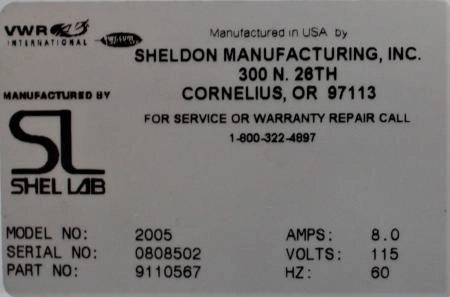 VWR
INTERNATIONAL
Manufactured in USA by
SHELDON MANUFACTURING, INC.
300 N. 26TH
CORNELIUS, OR 97113
MANUFACTURED BY
FOR SERVICE OR WARRANTY REPAIR CALL
1-800-322-4897
SL
SHEL LAB
MODEL NO: 2005 AMPS: 8.0
SERIAL NO: 0808502 VOLTS: 115
PART NO: 9110567 HZ: 60